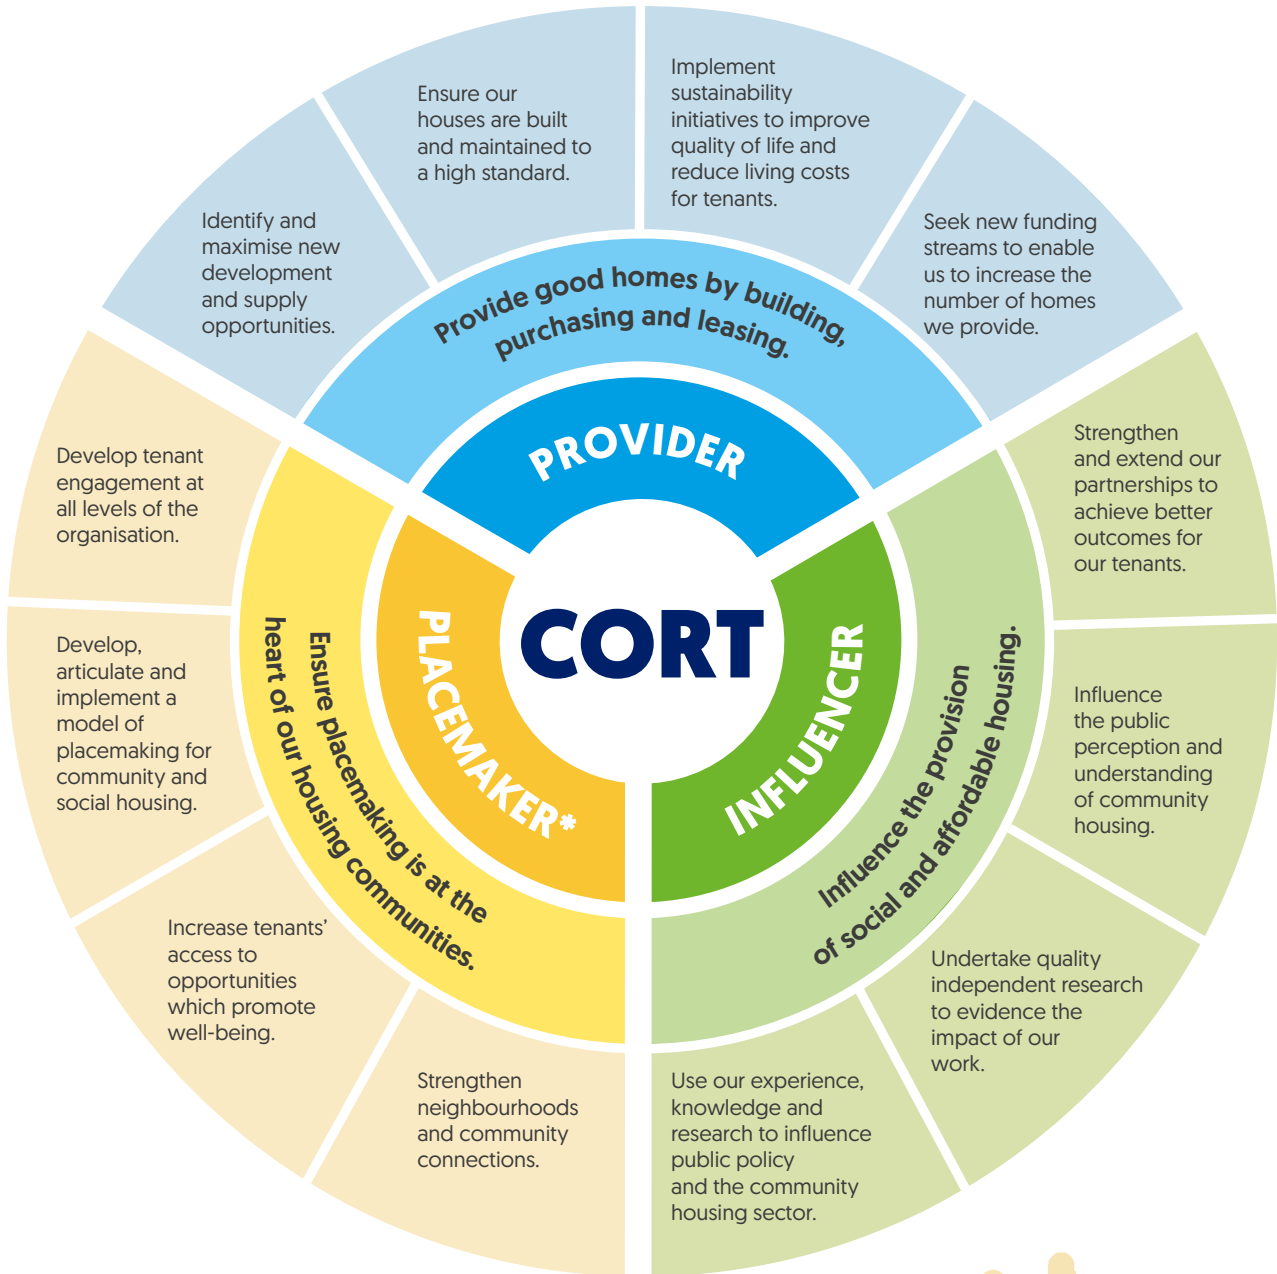 CORT
PROVIDER
Provide good homes by building,
purchasing and leasing.
Identify and
maximise new
development
and supply
opportunities.
Ensure our
houses are built
and maintained to
a high standard.
Implement
sustainability
initiatives to improve
quality of life and
reduce living costs
for tenants.
Seek new funding
streams to enable
us to increase the
number of homes
we provide.
INFLUENCER
Influence the provision
of social and affordable housing.
Strengthen
and extend our
partnerships to
achieve better
outcomes for
our tenants.
Influence
the public
perception and
understanding
of community
housing.
Undertake quality
independent research
to evidence the
impact of our
work.
Use our experience,
knowledge and
research to influence
public policy
and the community
housing sector.
PLACEMAKER*
Ensure placemaking is at the
heart of our housing communities.
Strengthen
neighbourhoods
and community
connections.
Increase tenants’
access to
opportunities
which promote
well-being.
Develop,
articulate and
implement a
model of
placemaking for
community and
social housing.
Develop tenant
engagement at
all levels of the
organisation.